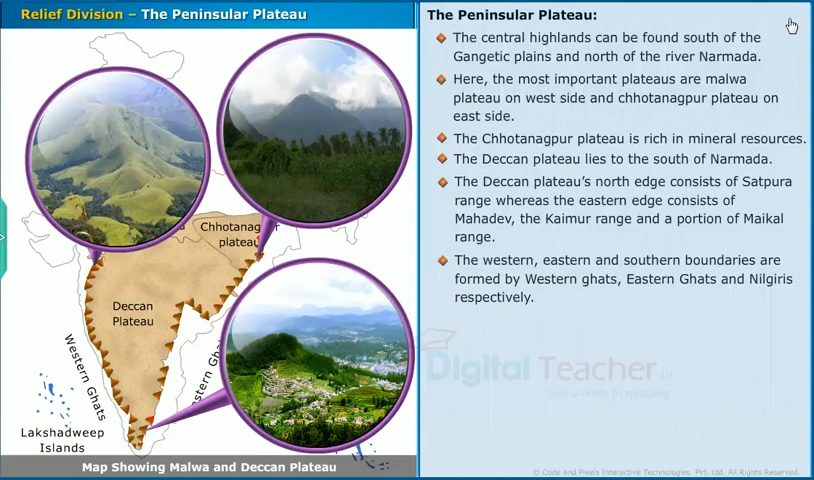 Relief Division – The Peninsular Plateau
Chhotanagpur
plateau
Deccan
Plateau
Western Ghats
Lakshadweep
Islands
Map Showing Malwa and Deccan Plateau
The Peninsular Plateau:
The central highlands can be found south of the
Gangetic plains and north of the river Narmada.
Here, the most important plateaus are malwa
plateau on west side and chhotanagpur plateau on
east side.
The Chhotanagpur plateau is rich in mineral resources.
The Deccan plateau lies to the south of Narmada.
The Deccan plateau’s north edge consists of Satpura
range whereas the eastern edge consists of
Mahadev, the Kaimur range and a portion of Maikal
range.
The western, eastern and southern boundaries are
formed by Western ghats, Eastern Ghats and Nilgiris
respectively.
Digital Teacher.in
© Code and Pixels Interactive Technologies. Pvt. Ltd. All Rights Reserved.